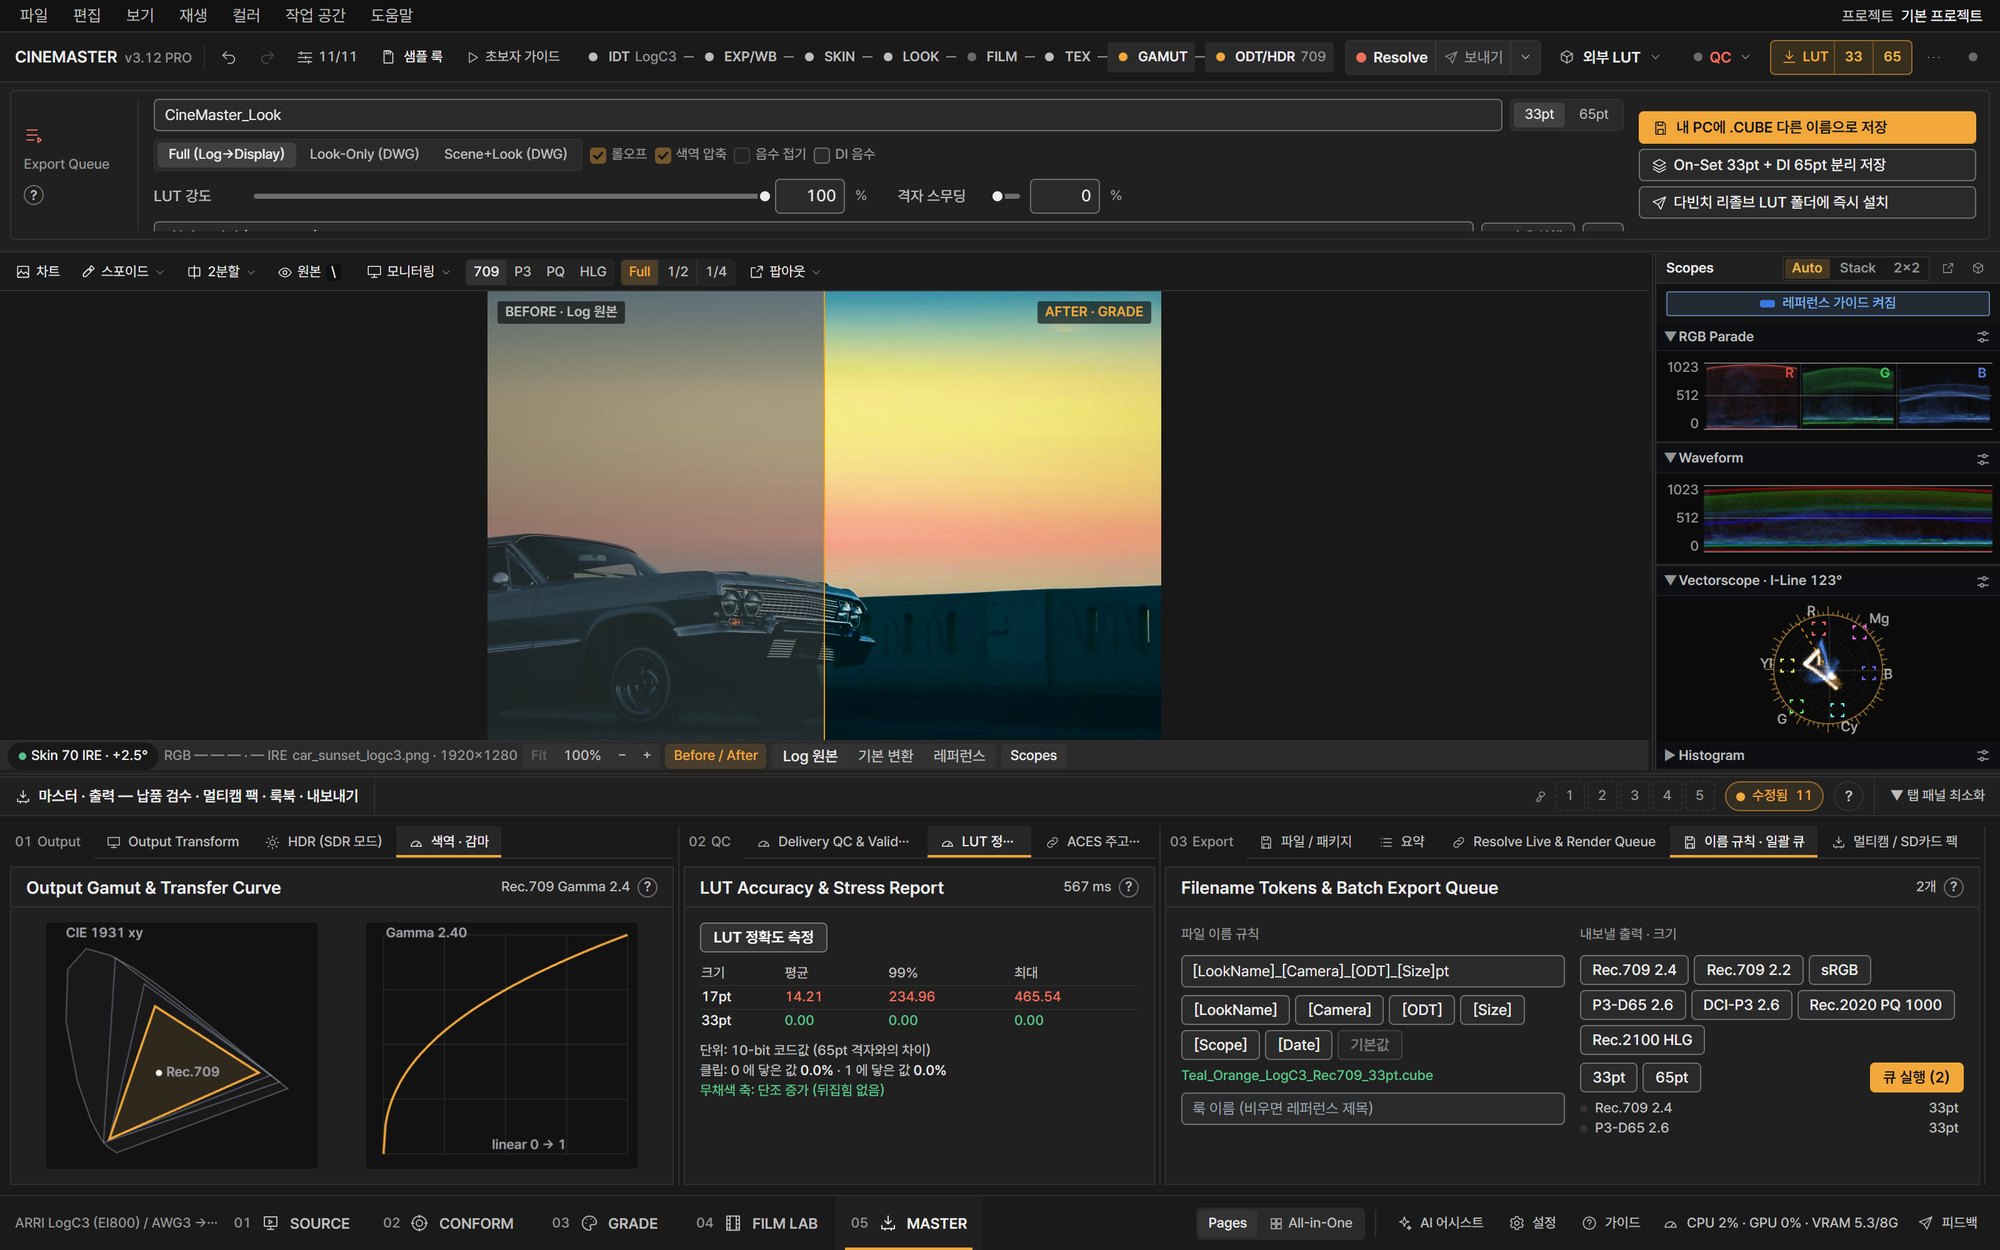 파일 편집 보기 재생 컬러 작업 공간 도움말 프로젝트 기본 프로젝트
CINEMASTER v3.12 PRO 11/11 샘플 룩 초보자 가이드 IDT LogC3 EXP/WB SKIN LOOK FILM TEX GAMUT ODT/HDR 709 Resolve 보내기 외부 LUT QC LUT 33 65
Export Queue
?
CineMaster_Look 33pt 65pt
Full (Log→Display) Look-Only (DWG) Scene+Look (DWG) 롤오프 색역 압축 음수 접기 DI 음수
LUT 강도 100 % 격자 스무딩 0 %
내 PC에 .CUBE 다른 이름으로 저장
On-Set 33pt + DI 65pt 분리 저장
다빈치 리졸브 LUT 폴더에 즉시 설치
차트 스포이드 2분할 원본 \ 모니터링 709 P3 PQ HLG Full 1/2 1/4 팝아웃
BEFORE · Log 원본 AFTER · GRADE
Scopes Auto Stack 2×2
레퍼런스 가이드 켜짐
▼RGB Parade
1023
512
0
R G B
▼Waveform
1023
512
0
▼Vectorscope · I-Line 123°
R Mg
Yl B
G Cy
▶Histogram
Skin 70 IRE · +2.5° RGB — — — · — IRE car_sunset_logc3.png · 1920×1280 Fit 100% − + Before / After Log 원본 기본 변환 레퍼런스 Scopes
마스터 · 출력 — 납품 검수 · 멀티캠 팩 · 룩북 · 내보내기 1 2 3 4 5 수정됨 11 ? ▼탭 패널 최소화
01 Output Output Transform HDR (SDR 모드) 색역 · 감마
Output Gamut & Transfer Curve Rec.709 Gamma 2.4 ?
CIE 1931 xy
Rec.709
Gamma 2.40
linear 0 → 1
02 QC Delivery QC & Valid··· LUT 정··· ACES 주고···
LUT Accuracy & Stress Report 567 ms ?
LUT 정확도 측정
크기 평균 99% 최대
17pt 14.21 234.96 465.54
33pt 0.00 0.00 0.00
단위: 10-bit 코드값 (65pt 격자와의 차이)
클립: 0 에 닿은 값 0.0% · 1 에 닿은 값 0.0%
무채색 축: 단조 증가 (뒤집힘 없음)
03 Export 파일 / 패키지 요약 Resolve Live & Render Queue 이름 규칙 · 일괄 큐 멀티캠 / SD카드 팩
Filename Tokens & Batch Export Queue 2개 ?
파일 이름 규칙
[LookName]_[Camera]_[ODT]_[Size]pt
[LookName] [Camera] [ODT] [Size]
[Scope] [Date] 기본값
Teal_Orange_LogC3_Rec709_33pt.cube
룩 이름 (비우면 레퍼런스 제목)
내보낼 출력 · 크기
Rec.709 2.4 Rec.709 2.2 sRGB
P3-D65 2.6 DCI-P3 2.6 Rec.2020 PQ 1000
Rec.2100 HLG
33pt 65pt 큐 실행 (2)
Rec.709 2.4 33pt
P3-D65 2.6 33pt
ARRI LogC3 (EI800) / AWG3 →··· 01 SOURCE 02 CONFORM 03 GRADE 04 FILM LAB 05 MASTER Pages All-in-One AI 어시스트 설정 가이드 CPU 2% · GPU 0% · VRAM 5.3/8G 피드백